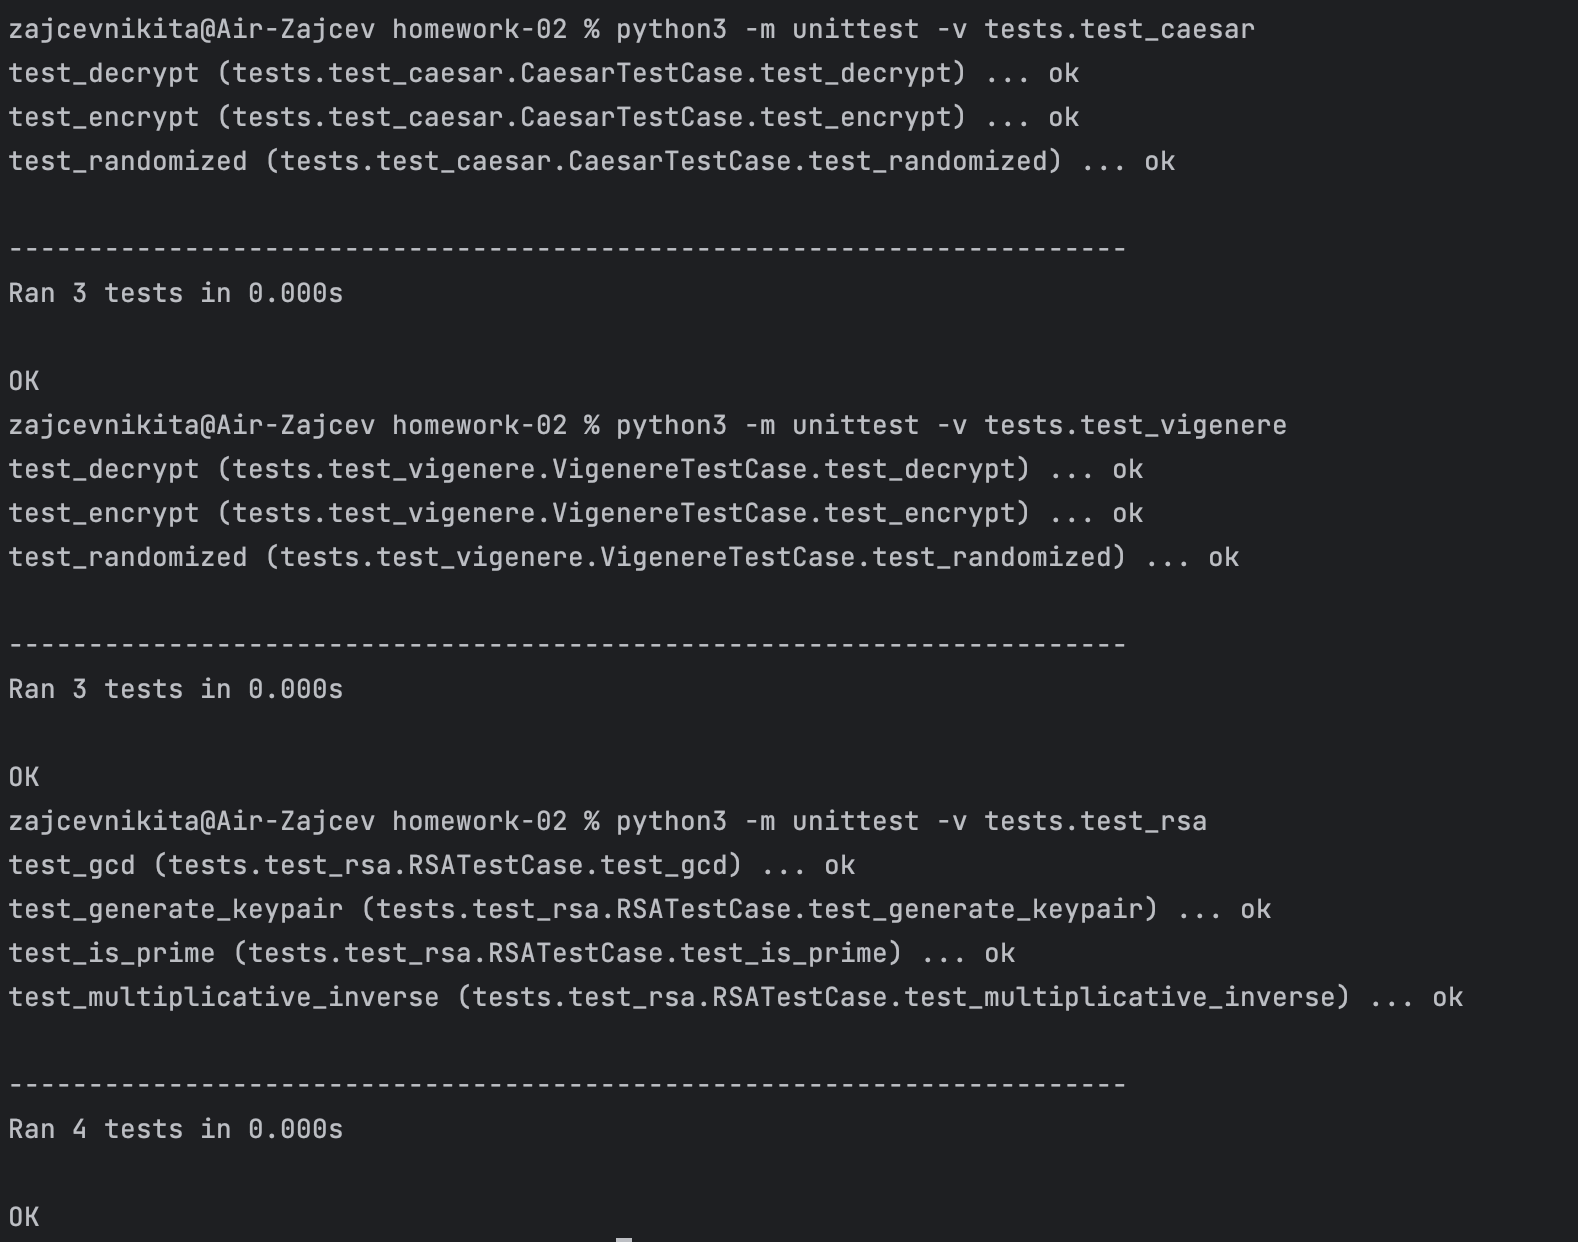 zajcevnikita@Air-Zajcev homework-02 % python3 -m unittest -v tests.test_caesar
test_decrypt (tests.test_caesar.CaesarTestCase.test_decrypt) ... ok
test_encrypt (tests.test_caesar.CaesarTestCase.test_encrypt) ... ok
test_randomized (tests.test_caesar.CaesarTestCase.test_randomized) ... ok
----------------------------------------------------------------------
Ran 3 tests in 0.000s
OK
zajcevnikita@Air-Zajcev homework-02 % python3 -m unittest -v tests.test_vigenere
test_decrypt (tests.test_vigenere.VigenereTestCase.test_decrypt) ... ok
test_encrypt (tests.test_vigenere.VigenereTestCase.test_encrypt) ... ok
test_randomized (tests.test_vigenere.VigenereTestCase.test_randomized) ... ok
----------------------------------------------------------------------
Ran 3 tests in 0.000s
OK
zajcevnikita@Air-Zajcev homework-02 % python3 -m unittest -v tests.test_rsa
test_gcd (tests.test_rsa.RSATestCase.test_gcd) ... ok
test_generate_keypair (tests.test_rsa.RSATestCase.test_generate_keypair) ... ok
test_is_prime (tests.test_rsa.RSATestCase.test_is_prime) ... ok
test_multiplicative_inverse (tests.test_rsa.RSATestCase.test_multiplicative_inverse) ... ok
----------------------------------------------------------------------
Ran 4 tests in 0.000s
OK